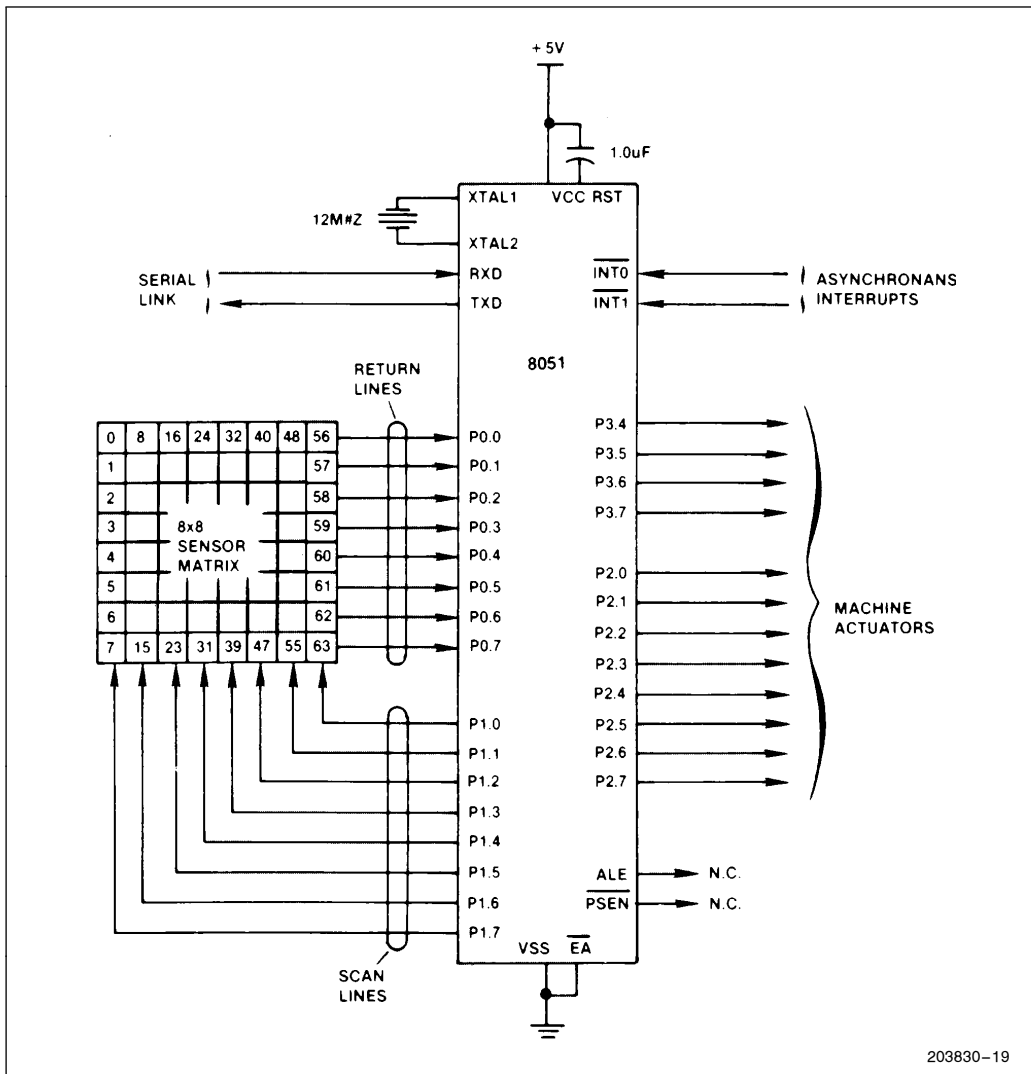 + 5V
1.0uF
XTAL1
VCC RST
12M#Z
XTAL2
SERIAL
LINK
RXD
TXD
INT0
INT1
ASYNCHRONANS
INTERRUPTS
8051
RETURN
LINES
0 8 16 24 32 40 48 56
1 57
2 58
3 59
4 60
5 61
6 62
7 15 23 31 39 47 55 63
8x8
SENSOR
MATRIX
P0.0
P0.1
P0.2
P0.3
P0.4
P0.5
P0.6
P0.7
P1.0
P1.1
P1.2
P1.3
P1.4
P1.5
P1.6
P1.7
SCAN
LINES
P3.4
P3.5
P3.6
P3.7
P2.0
P2.1
P2.2
P2.3
P2.4
P2.5
P2.6
P2.7
MACHINE
ACTUATORS
ALE
N.C.
PSEN
N.C.
VSS
EA
203830–19